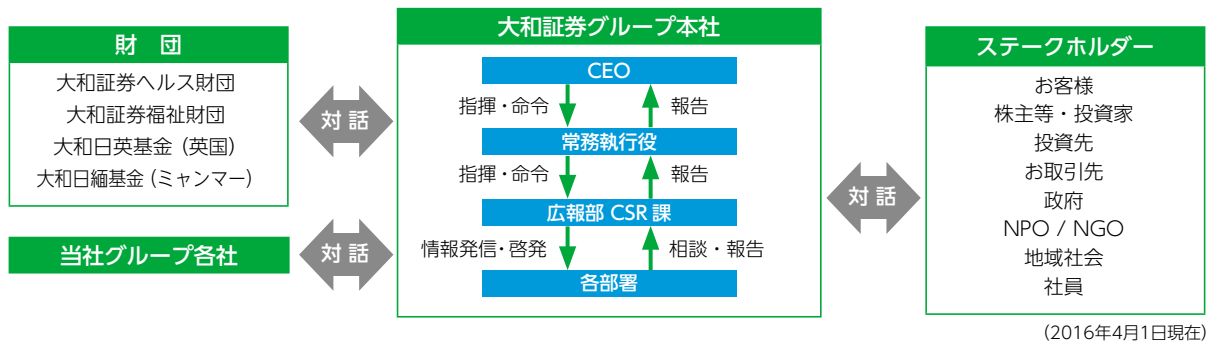 財 団
大和証券ヘルス財団
大和証券福祉財団
大和日英基金 (英国)
大和日緬基金 (ミャンマー)
当社グループ各社
対 話
対 話
大和証券グループ本社
CEO
指揮・命令
報告
常務執行役
指揮・命令
報告
広報部 CSR 課
情報発信・啓発
相談・報告
各部署
対 話
ステークホルダー
お客様
株主等・投資家
投資先
お取引先
政府
NPO / NGO
地域社会
社員
(2016年4月1日現在)